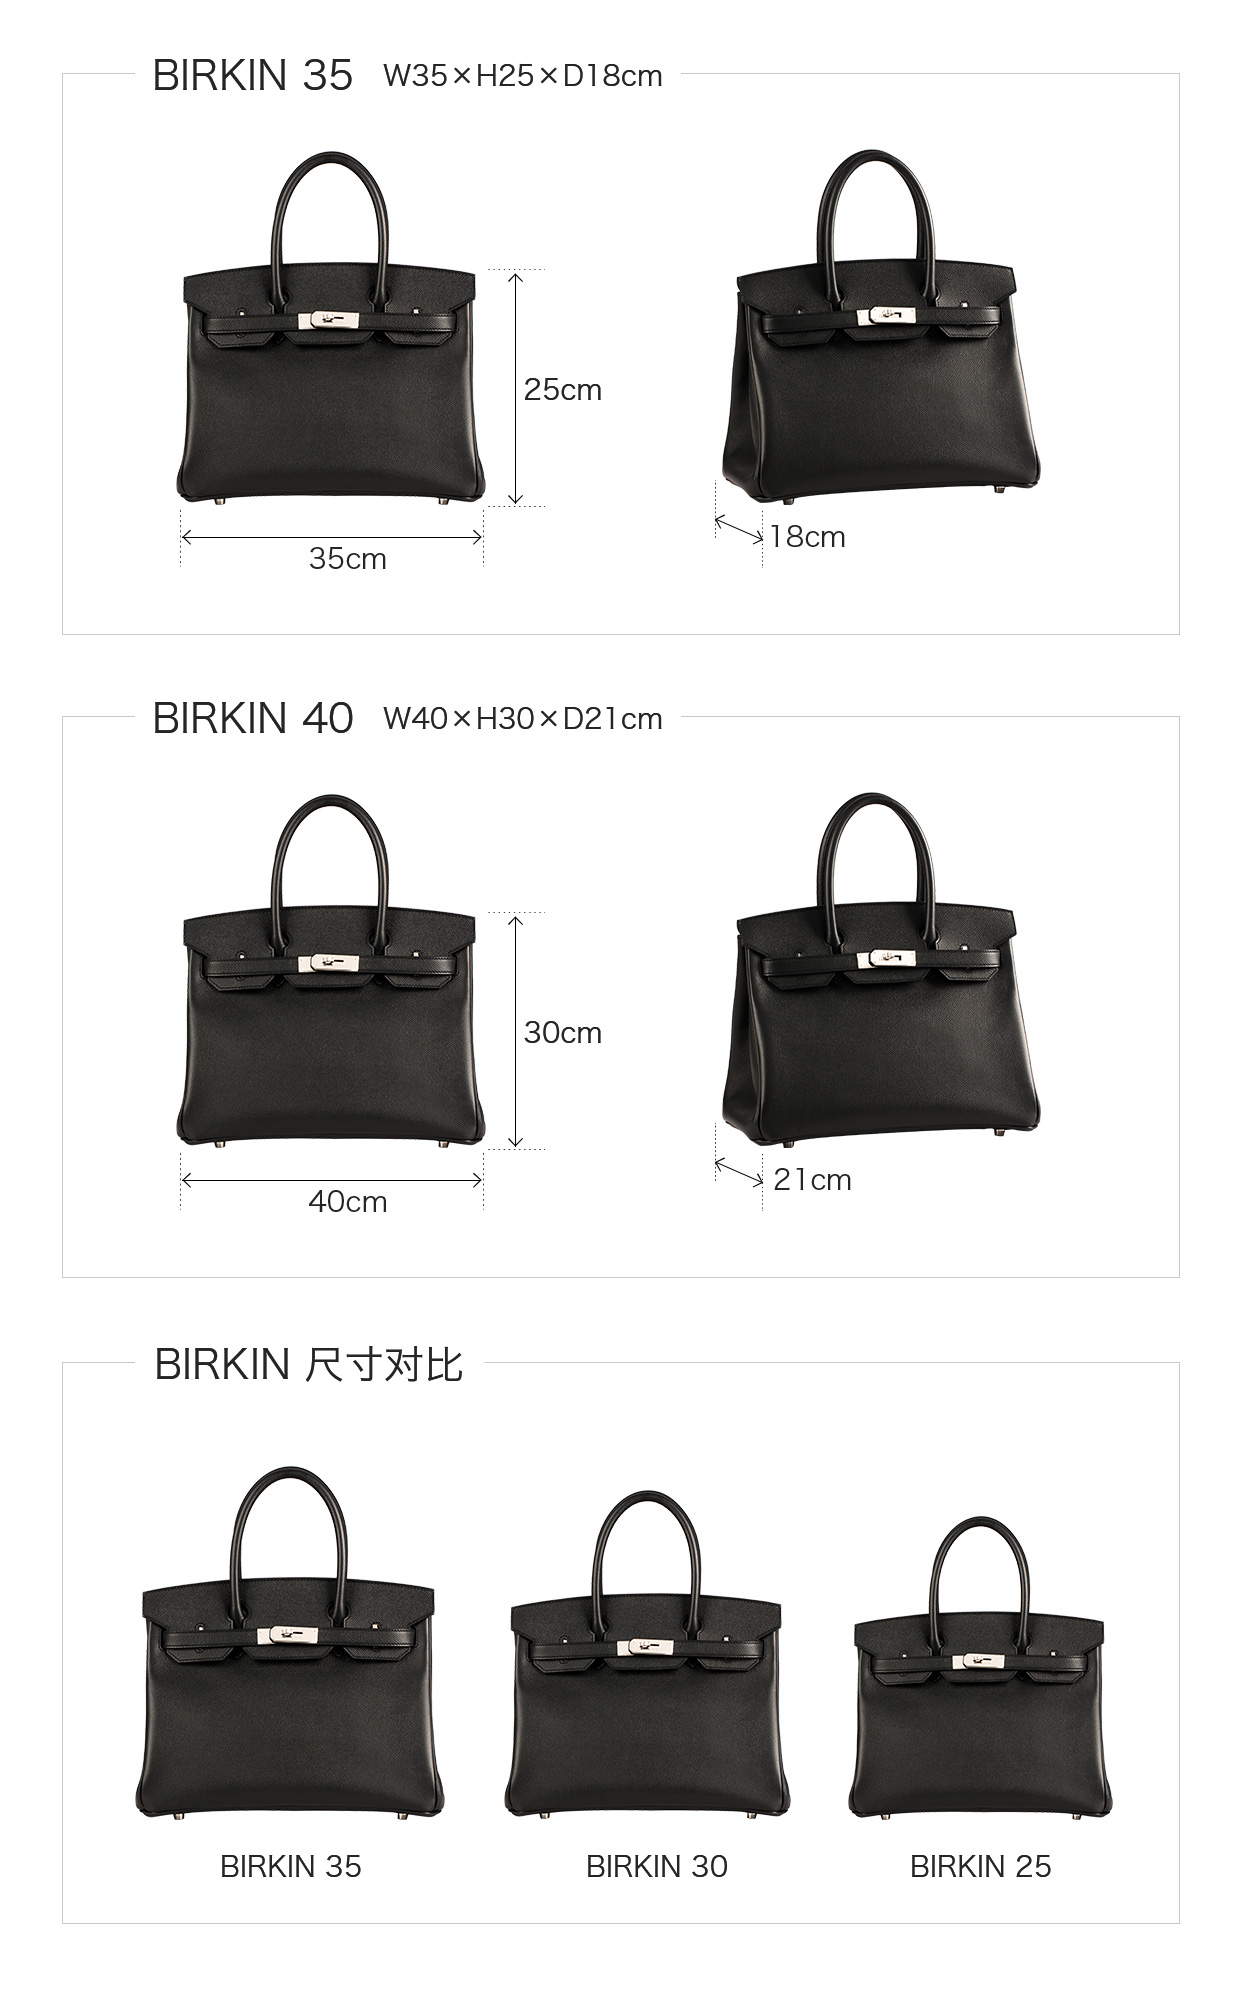 BIRKIN 35 W35×H25×D18cm
25cm
18cm
35cm
BIRKIN 40 W40×H30×D21cm
30cm
21cm
40cm
BIRKIN 尺寸对比
BIRKIN 35
BIRKIN 30
BIRKIN 25